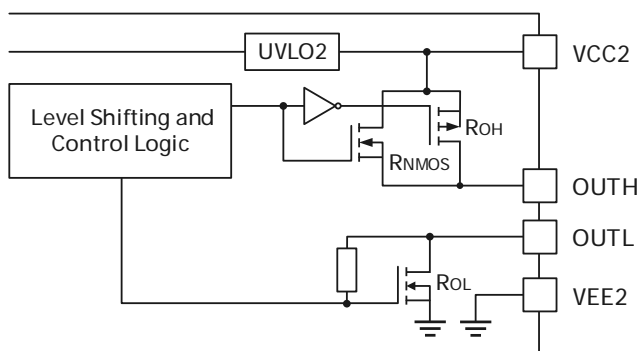 UVLO2
VCC2
Level Shifting and
Control Logic
ROH
RNMOS
OUTH
OUTL
ROL
VEE2